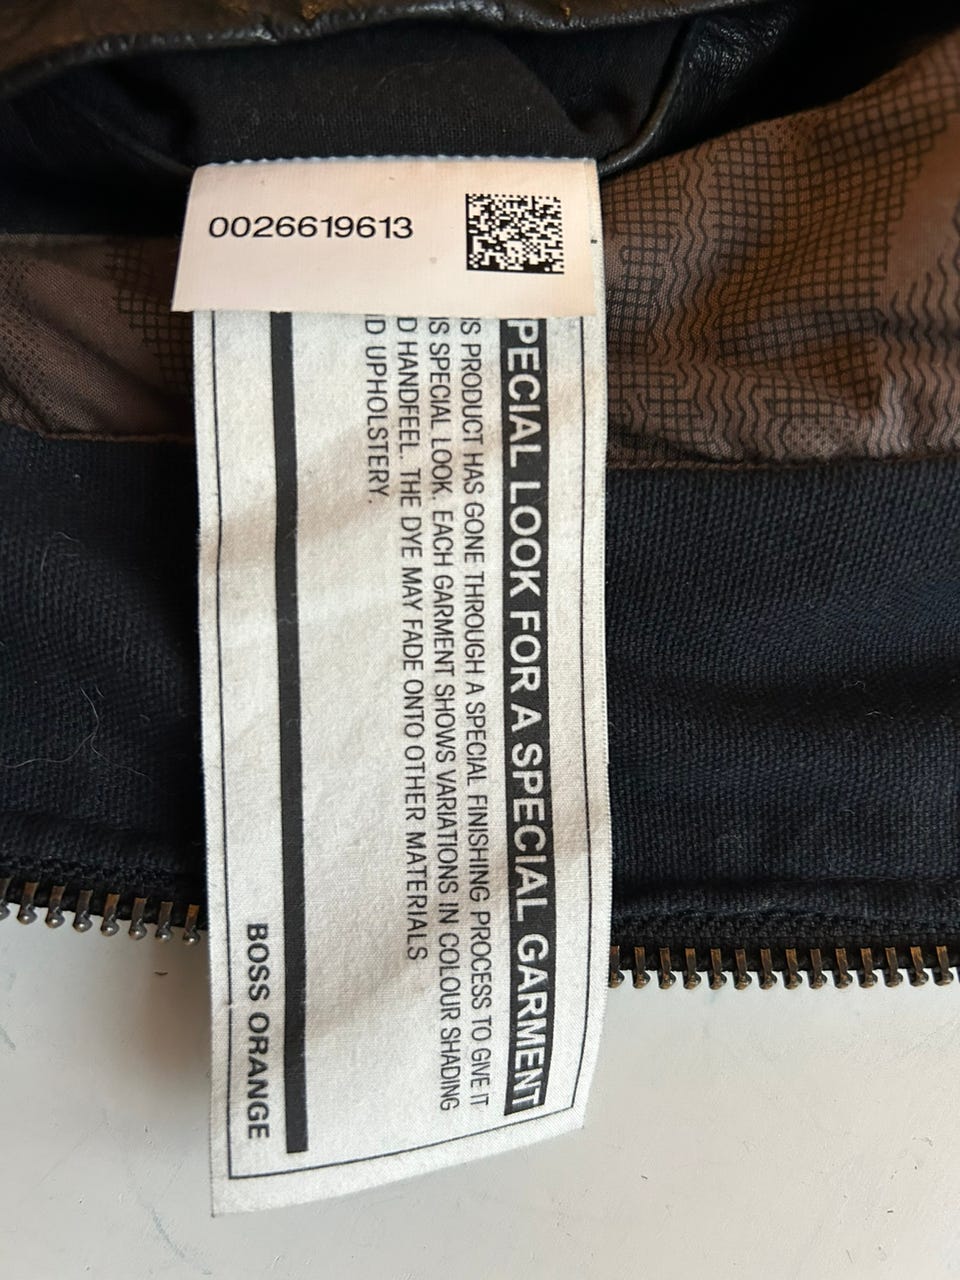 0026619613
PECIAL LOOK FOR A SPECIAL GARMENT
IS PRODUCT HAS GONE THROUGH A SPECIAL FINISHING PROCESS TO GIVE IT
IS SPECIAL LOOK. EACH GARMENT SHOWS VARIATIONS IN COLOUR SHADING
D HANDFEEL. THE DYE MAY FADE ONTO OTHER MATERIALS
D UPHOLSTERY.
BOSS ORANGE